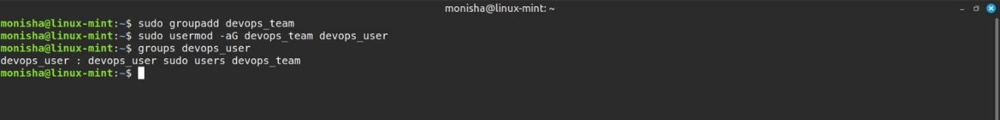 monisha@linux-mint: ~
monisha@linux-mint:~$ sudo groupadd devops_team
monisha@linux-mint:~$ sudo usermod -aG devops_team devops_user
monisha@linux-mint:~$ groups devops_user
devops_user : devops_user sudo users devops_team
monisha@linux-mint:~$